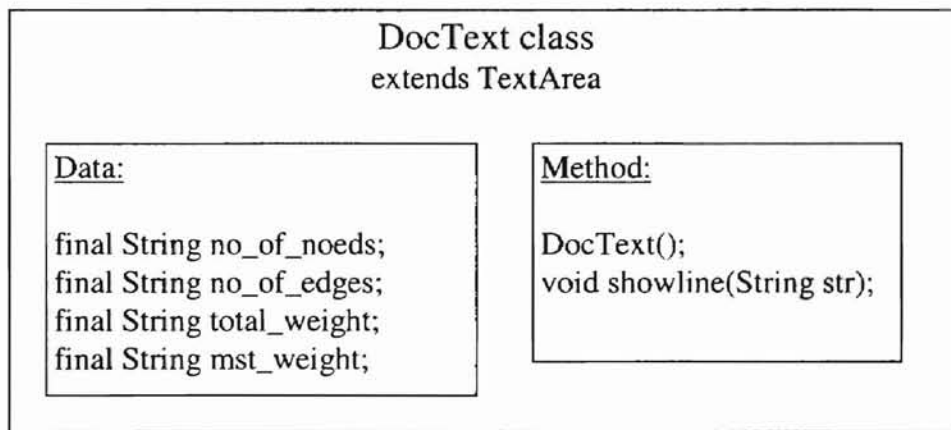 DocText class
extends TextArea
Data:
final String no_of_noeds;
final String no_of_edges;
final String total_weight;
final String mst_weight;
Method:
DocText();
void showline(String str);